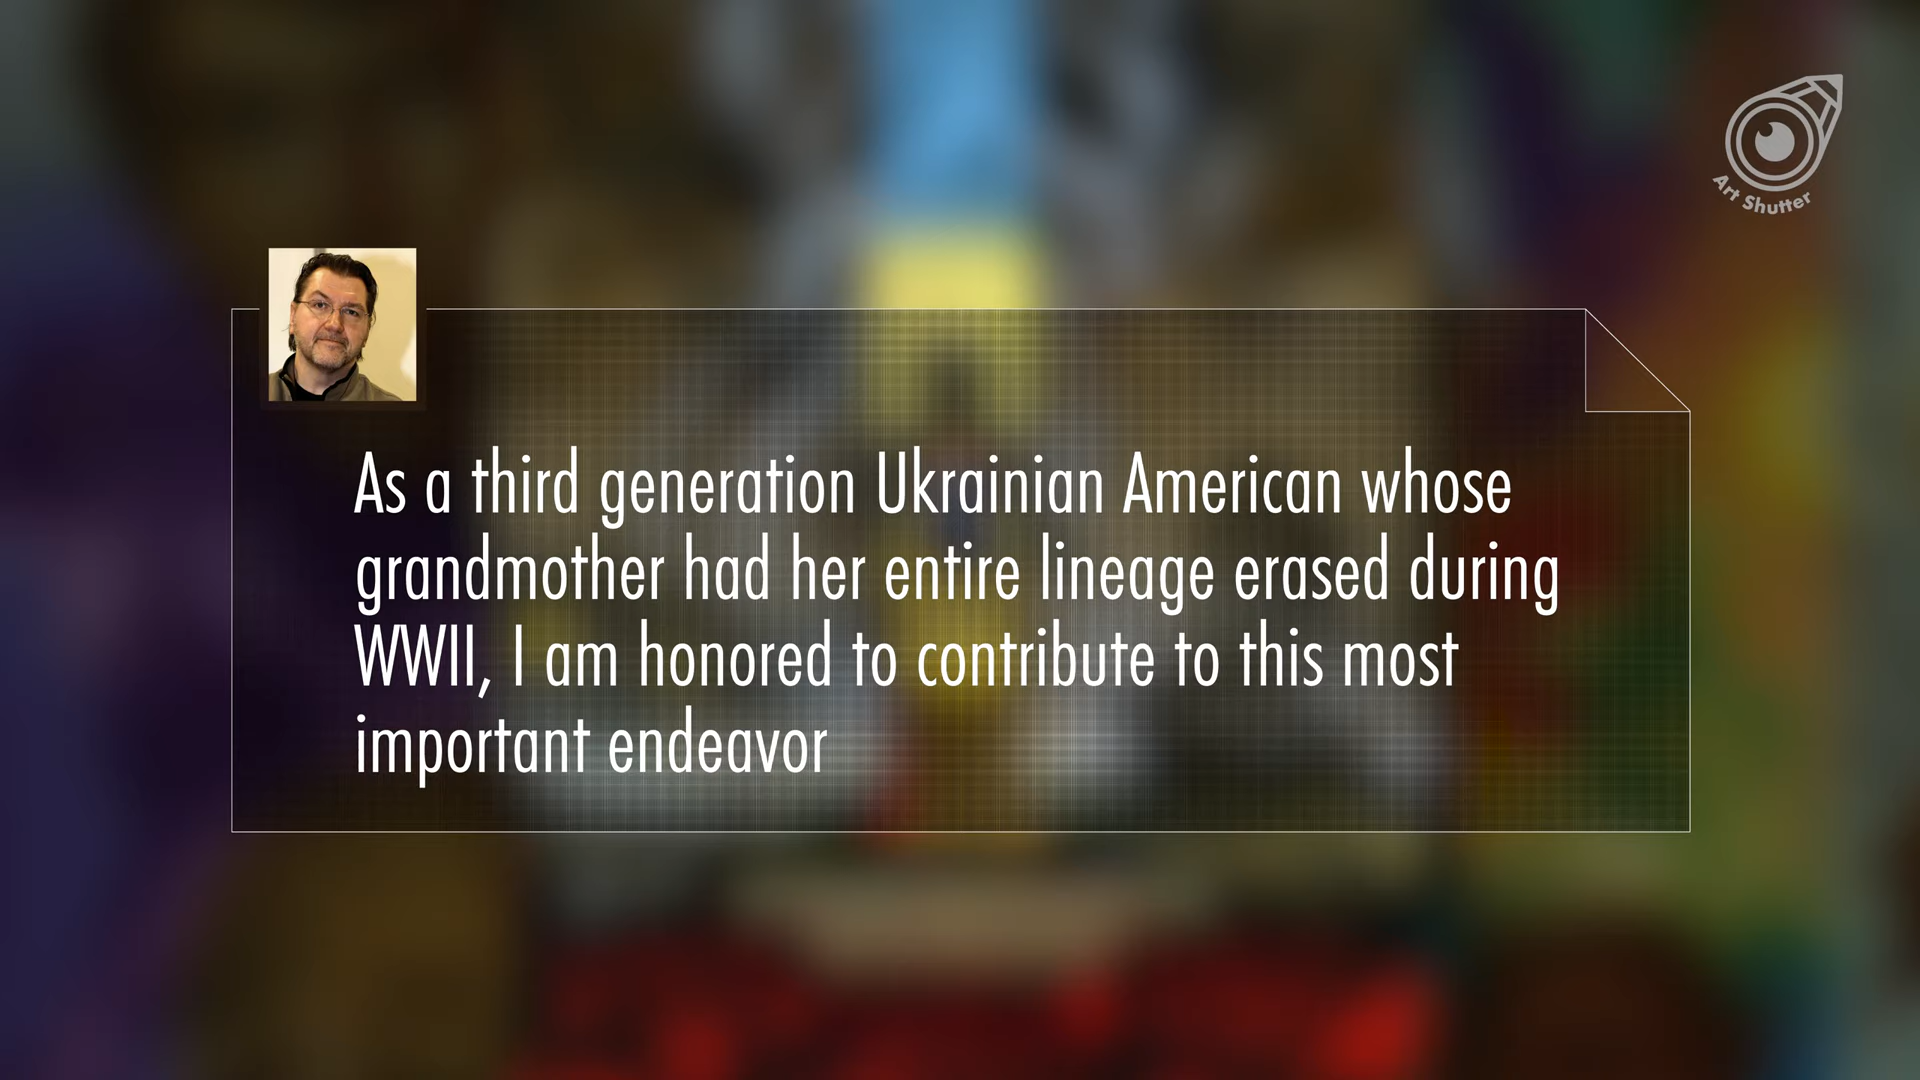 Art Shutter
As a third generation Ukrainian American whose
grandmother had her entire lineage erased during
WWII, I am honored to contribute to this most
important endeavor